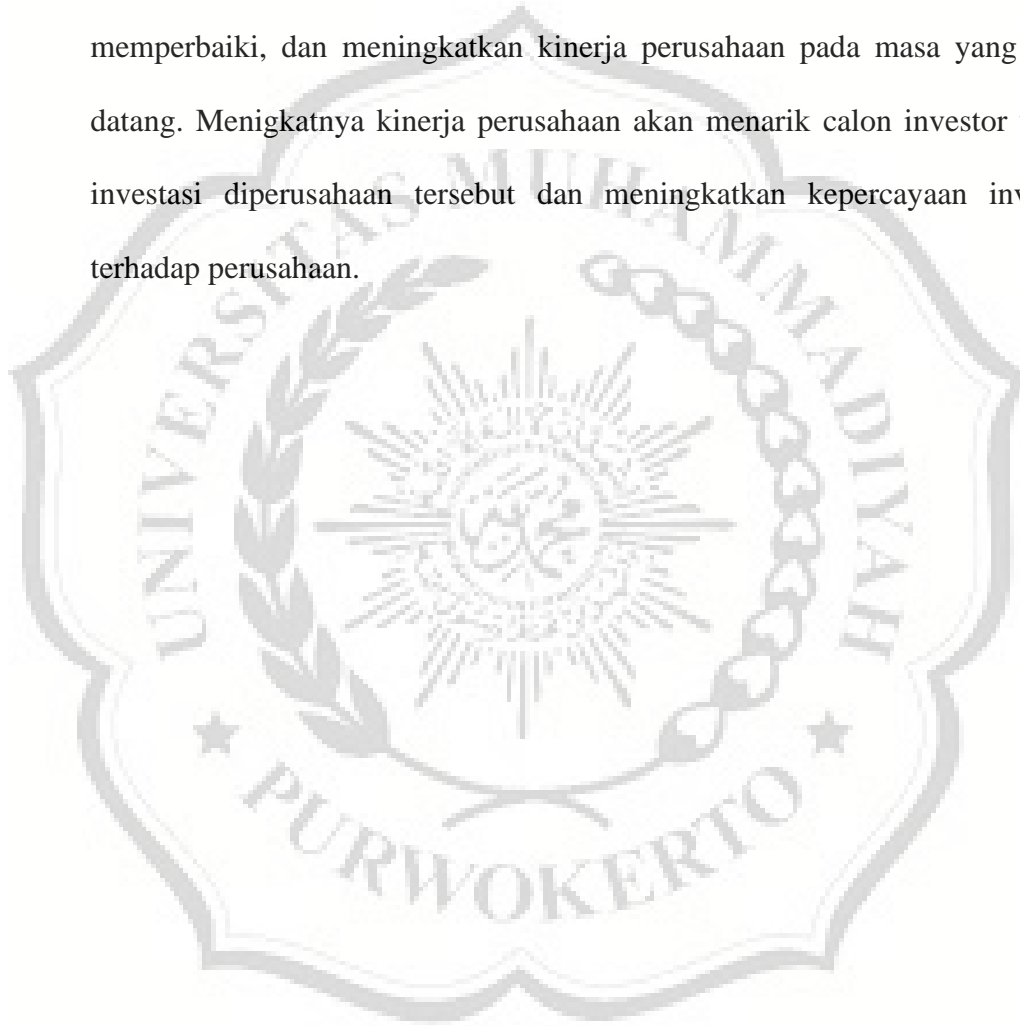 memperbaiki, dan meningkatkan kinerja perusahaan pada masa yang
datang. Menigkatnya kinerja perusahaan akan menarik calon investor
investasi diperusahaan tersebut dan meningkatkan kepercayaan inv
terhadap perusahaan.
UNIVERSITAS MUHAMMADIYAH
PURWOKERTO